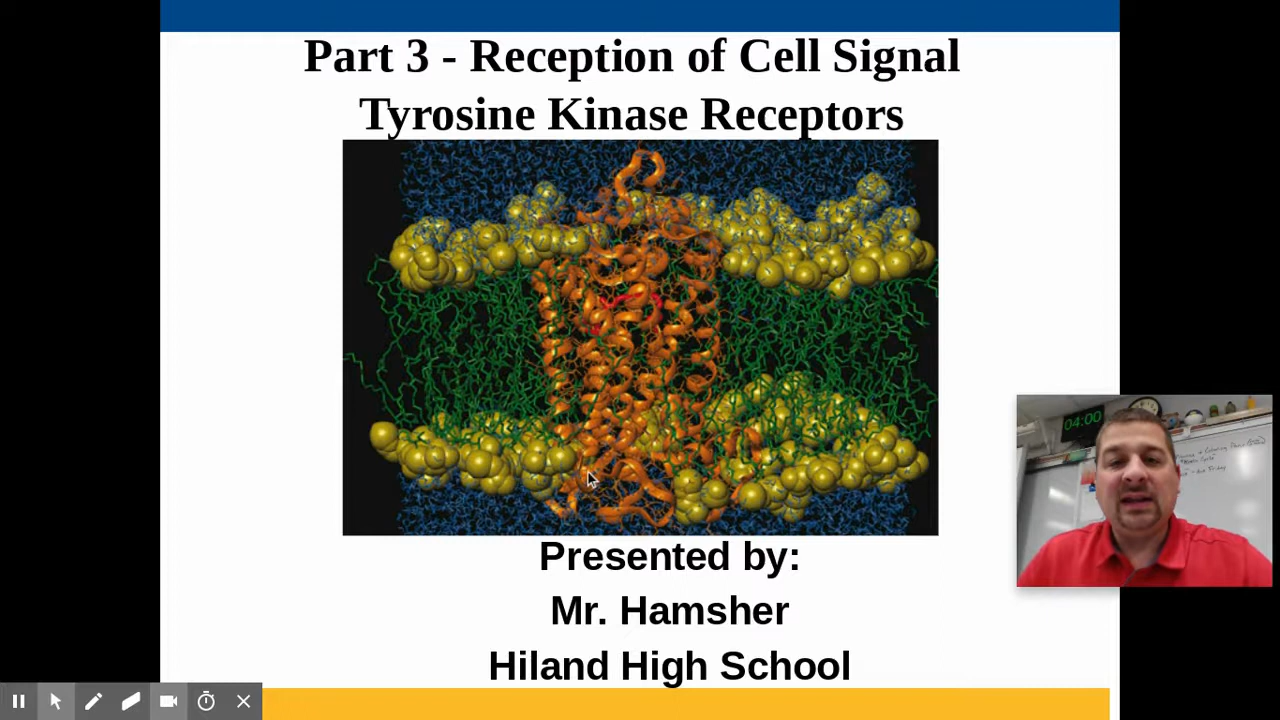 Part 3 - Reception of Cell Signal
Tyrosine Kinase Receptors
04:00
Presented by:
Mr. Hamsher
Hiland High School